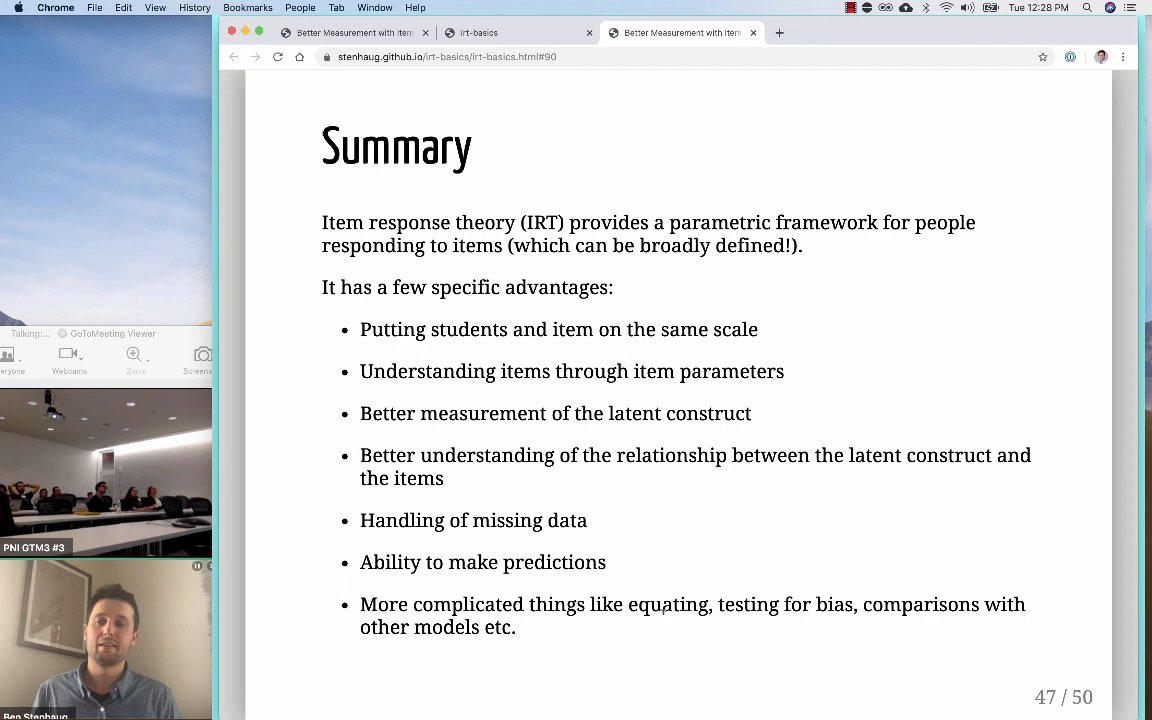 Chrome File Edit View History Bookmarks People Tab Window Help
Tue 12:28 PM
Better Measurement with Item
irt-basics
Better Measurement with Item
stenhaug.github.io/irt-basics/irt-basics.html#90
Summary
Item response theory (IRT) provides a parametric framework for people
responding to items (which can be broadly defined!).
It has a few specific advantages:
• Putting students and item on the same scale
• Understanding items through item parameters
• Better measurement of the latent construct
• Better understanding of the relationship between the latent construct and
the items
• Handling of missing data
• Ability to make predictions
• More complicated things like equating, testing for bias, comparisons with
other models etc.
47 / 50
Talking:... GoToMeeting Viewer
eryone Webcams Zoom Screens
PNI GTM3 #3
Ben Stenhaug